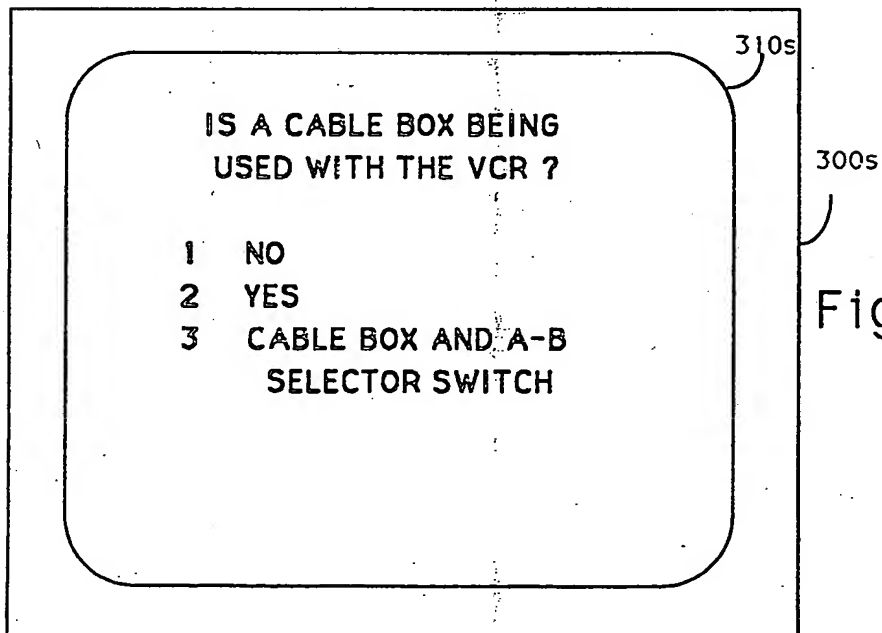 310s
IS A CABLE BOX BEING
USED WITH THE VCR ?
300s
1 NO
2 YES
Fig
3 CABLE BOX AND A-B
SELECTOR SWITCH